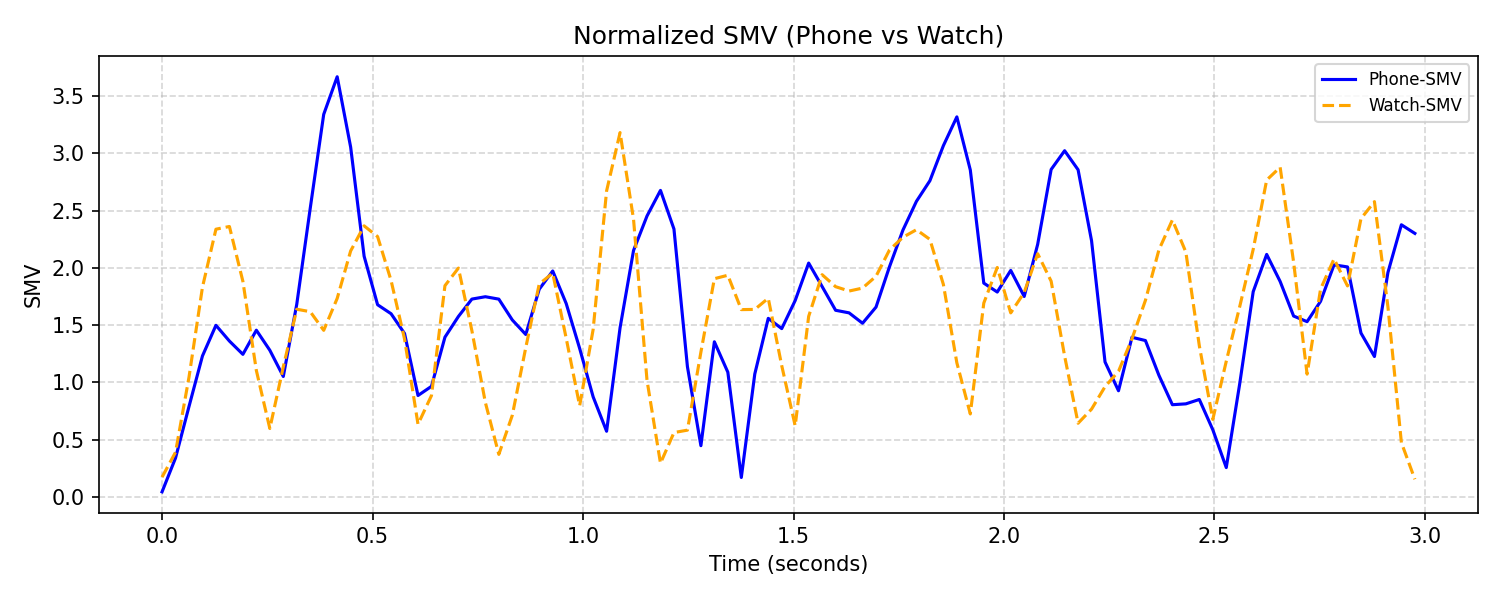 Normalized SMV (Phone vs Watch)
Phone-SMV
Watch-SMV
SMV
3.5
3.0
2.5
2.0
1.5
1.0
0.5
0.0
0.0 0.5 1.0 1.5 2.0 2.5 3.0
Time (seconds)